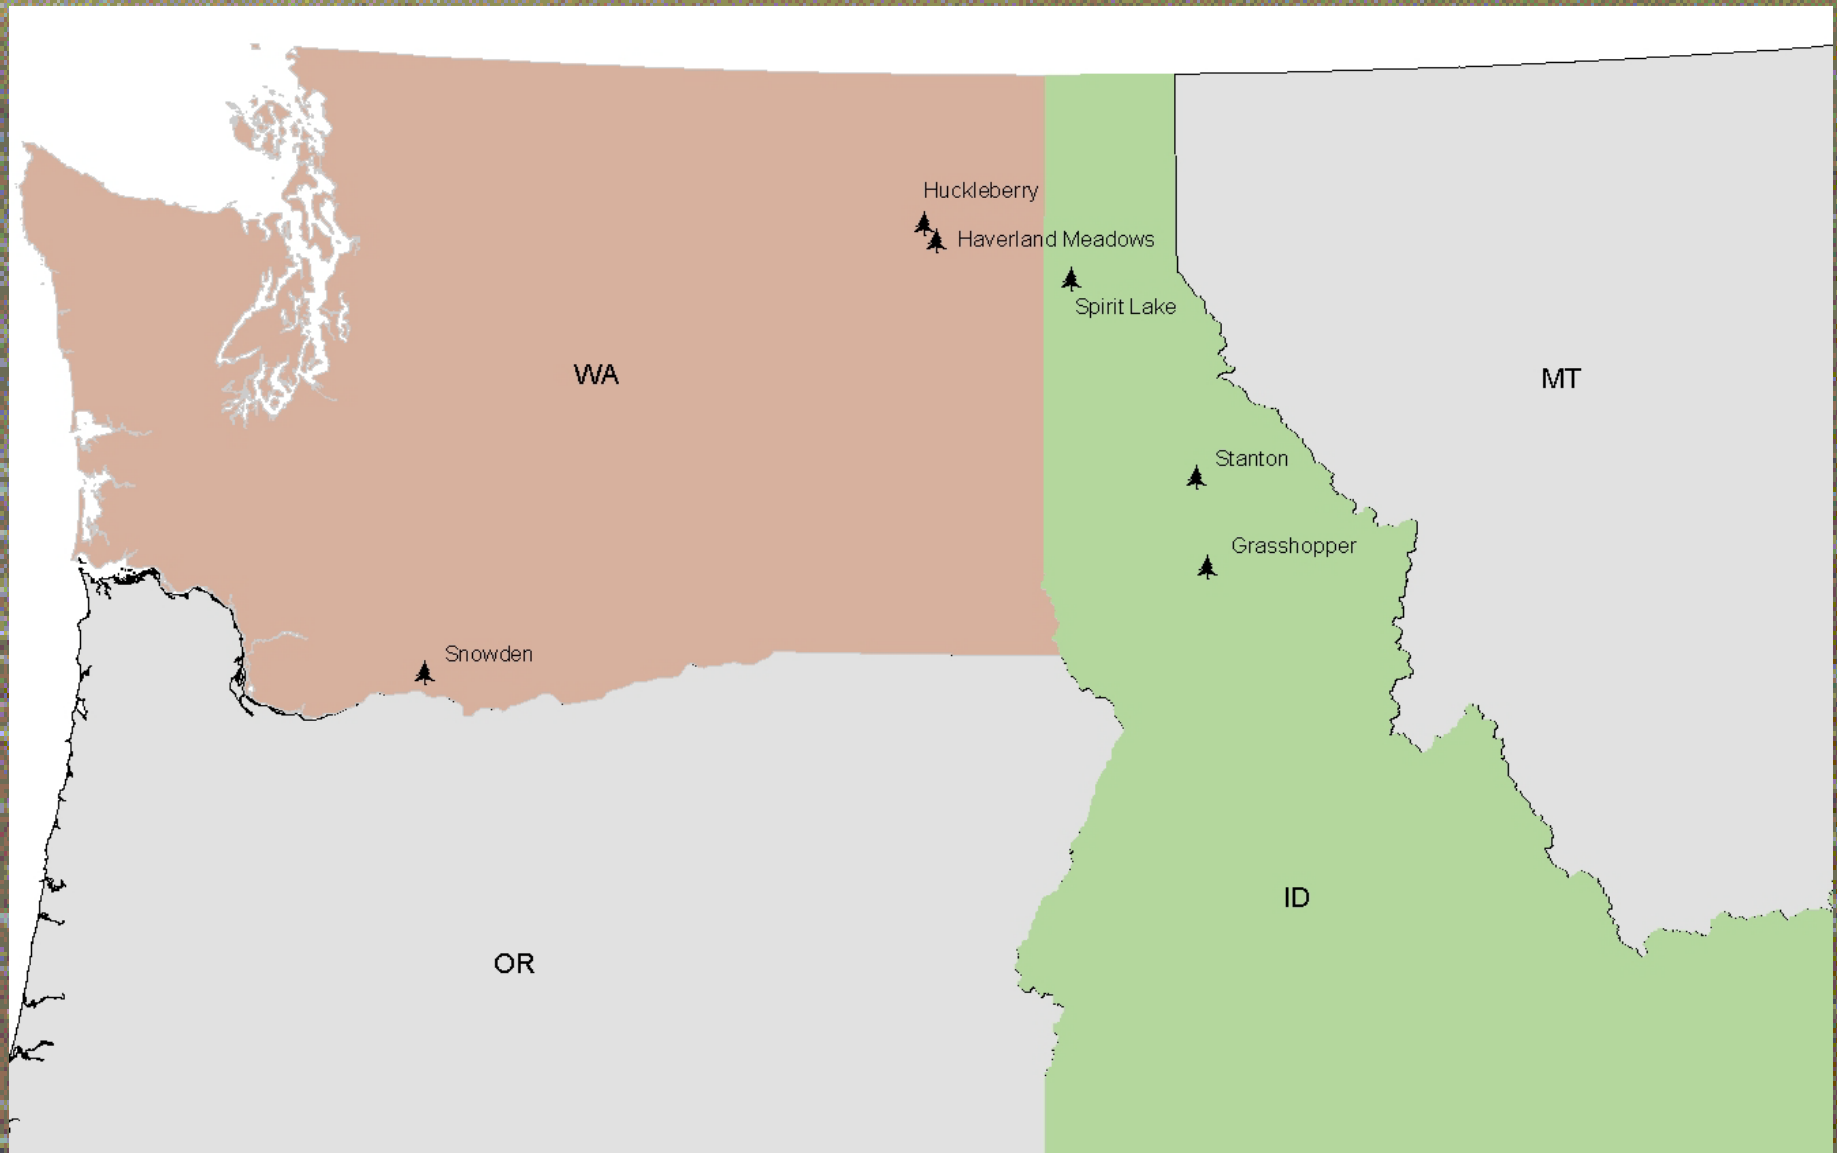 Huckleberry
Haverland Meadows
Spirit Lake
WA
MT
Stanton
Grasshopper
Snowden
ID
OR